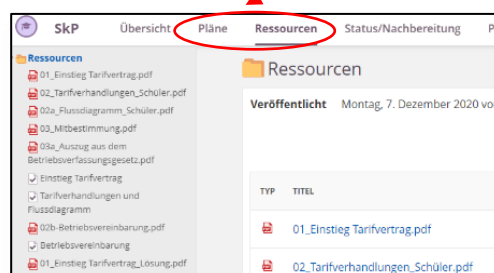 SkP Übersicht Pläne Ressourcen Status/Nachbereitung P
Ressourcen
01_Einstieg Tarifvertrag.pdf
02_Tarifverhandlungen_Schüler.pdf
02a_Flussdiagramm_Schüler.pdf
03_Mitbestimmung.pdf
03a_Auszug aus dem
Betriebsverfassungsgesetz.pdf
Einstieg Tarifvertrag
Tarifverhandlungen und
Flussdiagramm
02b-Betriebsvereinbarung.pdf
Betriebsvereinbarung
01_Einstieg Tarifvertrag_Lösung.pdf
Ressourcen
Veröffentlicht Montag, 7. Dezember 2020 vo
TYP TITEL
01_Einstieg Tarifvertrag.pdf
02_Tarifverhandlungen_Schüler.pdf